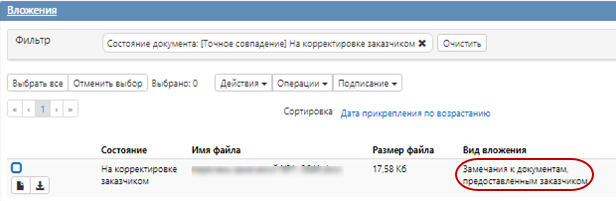 Вложения
Фильтр
Состояние документа: [Точное совпадение] На корректировке заказчиком ✖ Очистить
Выбрать все Отменить выбор Выбрано: 0 Действия Операции Подписание
« ‹ 1 › »
Сортировка Дата прикрепления по возрастанию
Состояние Имя файла Размер файла Вид вложения
На корректировке 17,58 Кб Замечания к документам,
заказчиком предоставленным заказчиком